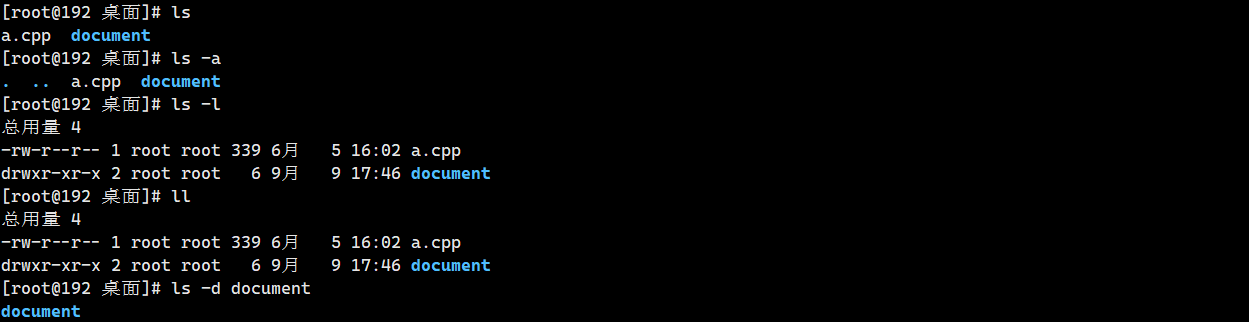 [root@192 桌面]# ls
a.cpp  document
[root@192 桌面]# ls -a
.  ..  a.cpp  document
[root@192 桌面]# ls -l
总用量 4
-rw-r--r-- 1 root root 339 6月   5 16:02 a.cpp
drwxr-xr-x 2 root root   6 9月   9 17:46 document
[root@192 桌面]# ll
总用量 4
-rw-r--r-- 1 root root 339 6月   5 16:02 a.cpp
drwxr-xr-x 2 root root   6 9月   9 17:46 document
[root@192 桌面]# ls -d document
document